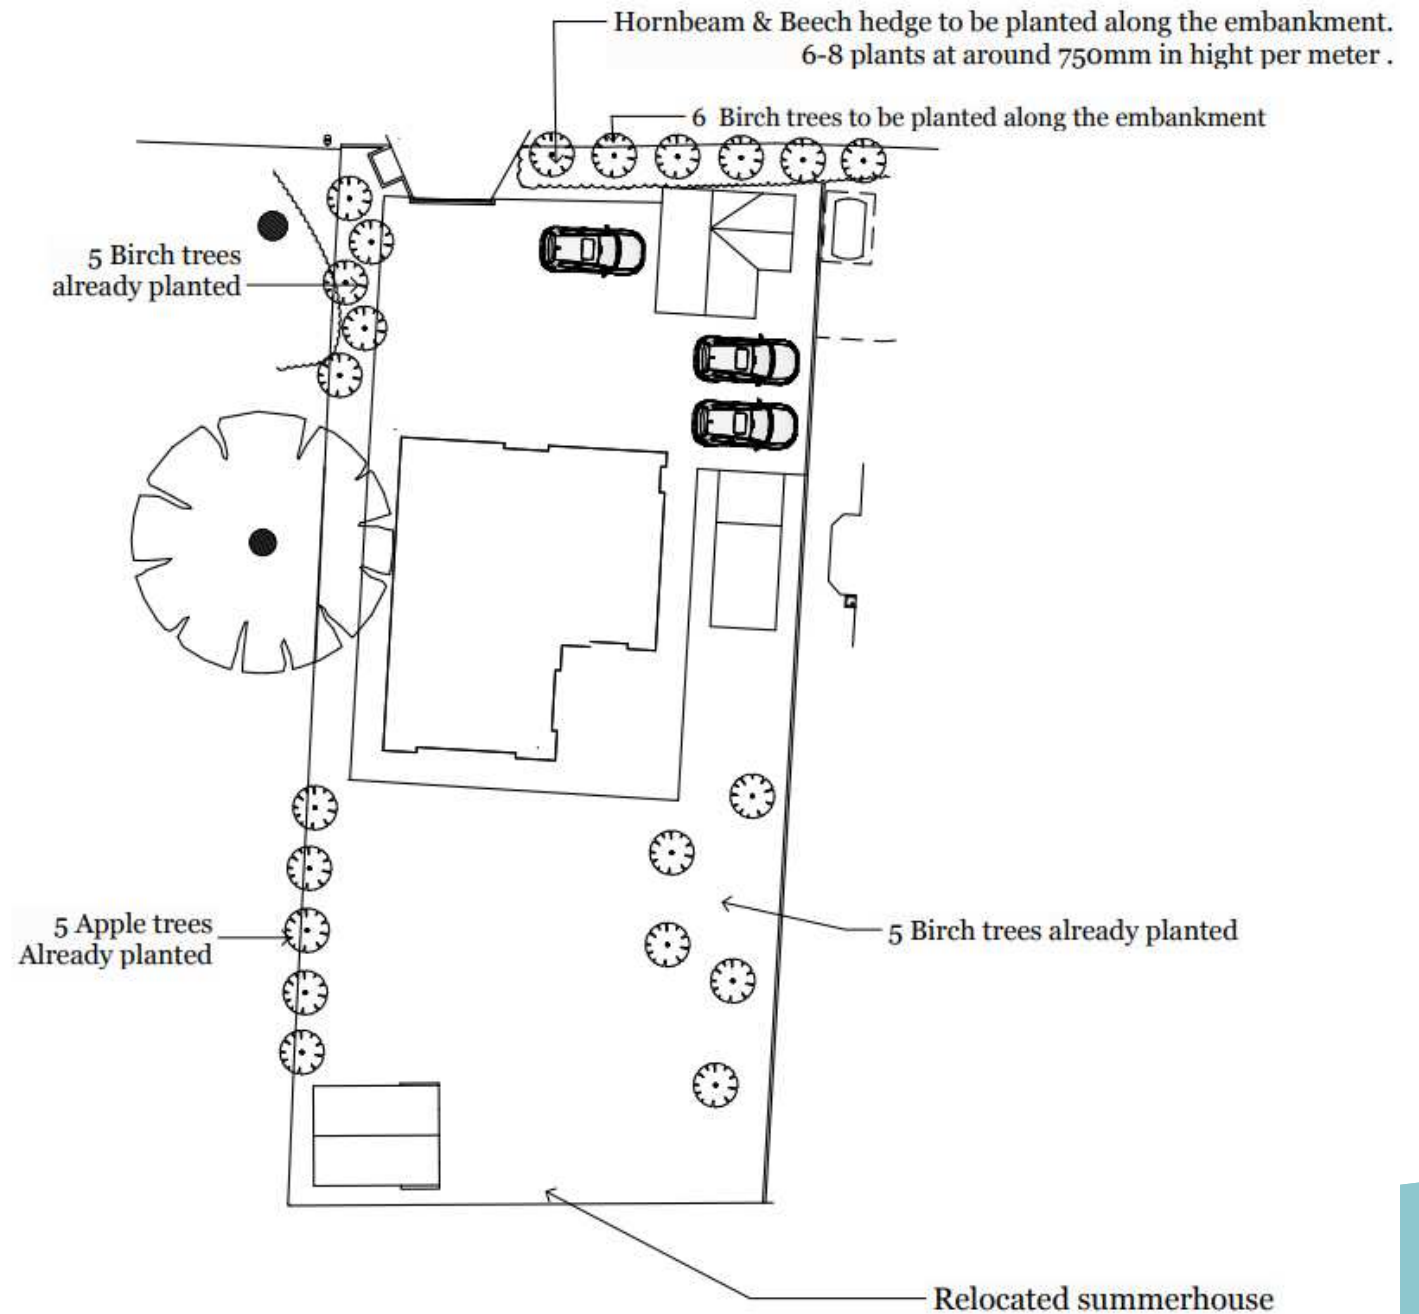 Hornbeam & Beech hedge to be planted along the embankment.
6-8 plants at around 750mm in hight per meter .
6 Birch trees to be planted along the embankment
5 Birch trees
already planted
5 Apple trees
Already planted
5 Birch trees already planted
Relocated summerhouse